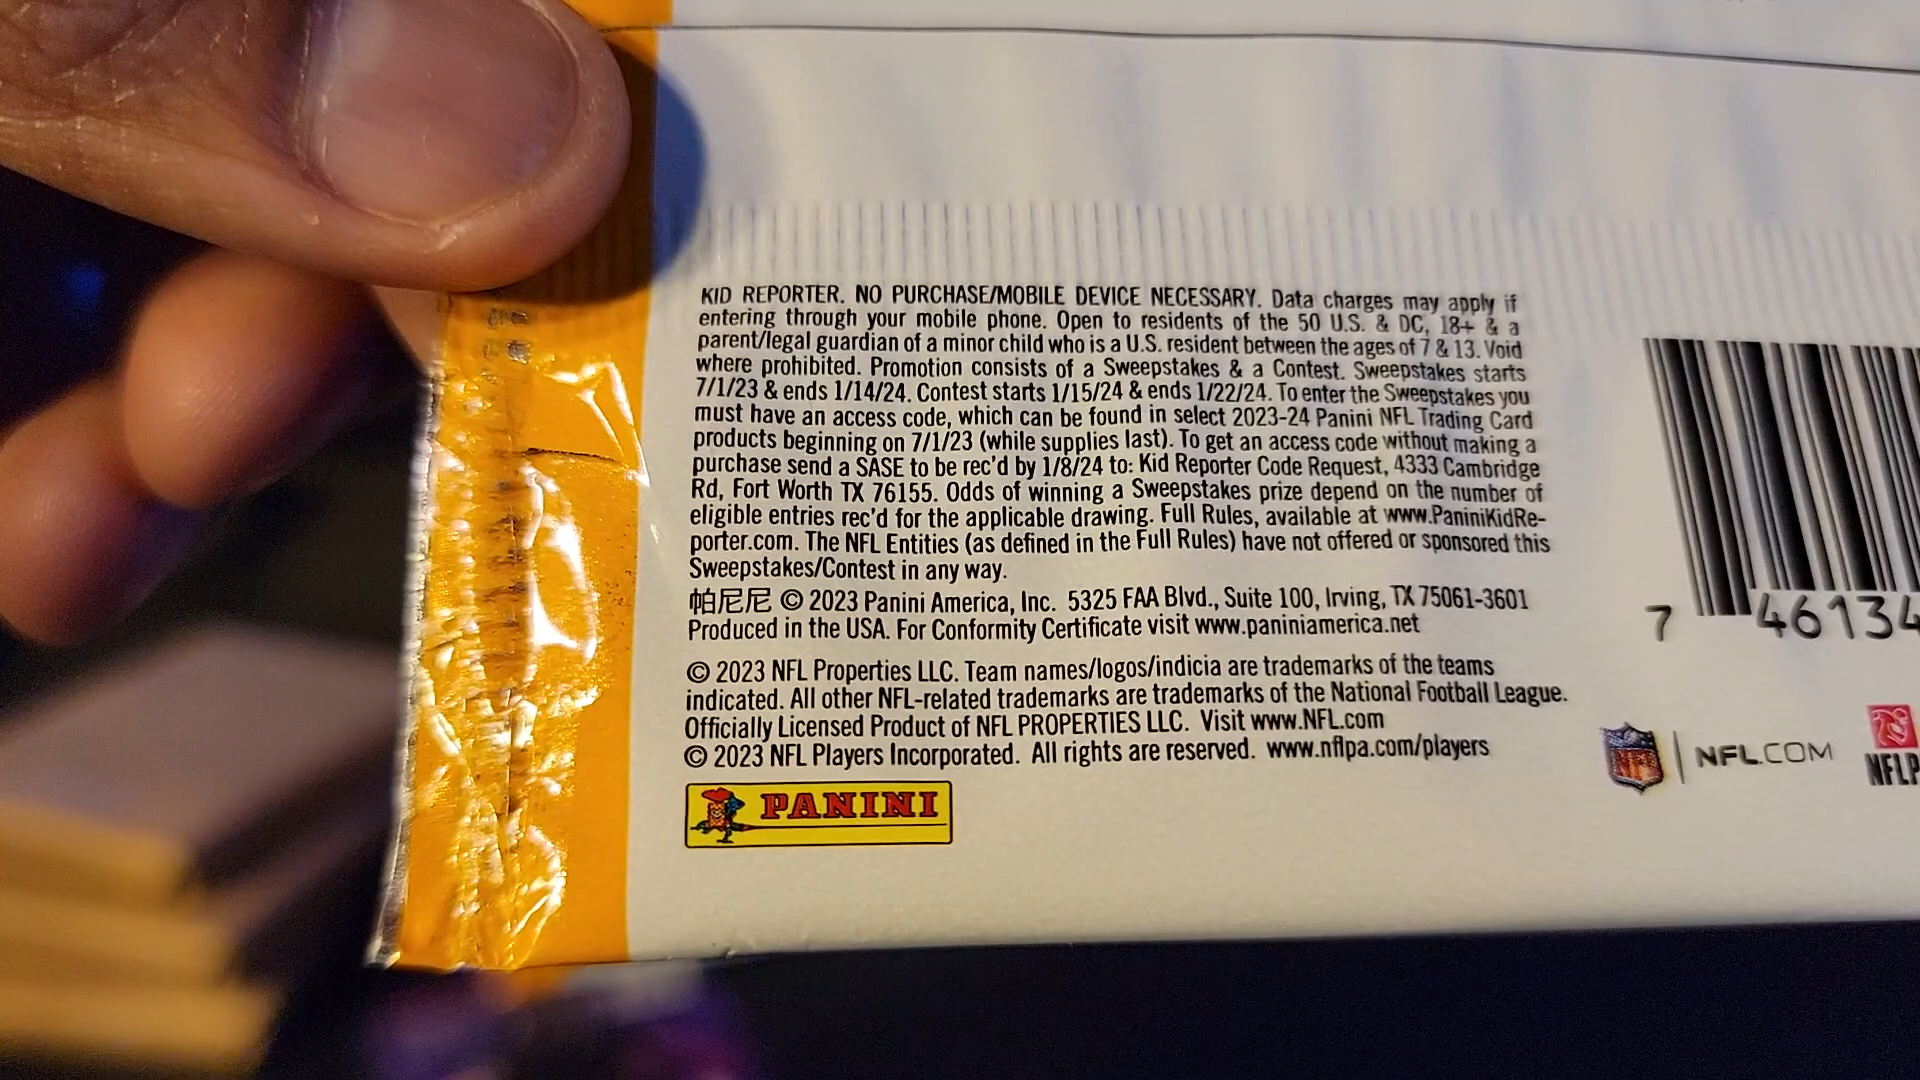 KID REPORTER. NO PURCHASE/MOBILE DEVICE NECESSARY. Data charges may apply if
entering through your mobile phone. Open to residents of the 50 U.S. & DC, 18+ & a
parent/legal guardian of a minor child who is a U.S. resident between the ages of 7 & 13. Void
where prohibited. Promotion consists of a Sweepstakes & a Contest. Sweepstakes starts
7/1/23 & ends 1/14/24. Contest starts 1/15/24 & ends 1/22/24. To enter the Sweepstakes you
must have an access code, which can be found in select 2023-24 Panini NFL Trading Card
products beginning on 7/1/23 (while supplies last). To get an access code without making a
purchase send a SASE to be rec'd by 1/8/24 to: Kid Reporter Code Request, 4333 Cambridge
Rd, Fort Worth TX 76155. Odds of winning a Sweepstakes prize depend on the number of
eligible entries rec'd for the applicable drawing. Full Rules, available at www.PaniniKidRe-
porter.com. The NFL Entities (as defined in the Full Rules) have not offered or sponsored this
Sweepstakes/Contest in any way.
帕尼尼 © 2023 Panini America, Inc. 5325 FAA Blvd., Suite 100, Irving, TX 75061-3601
Produced in the USA. For Conformity Certificate visit www.paniniamerica.net
© 2023 NFL Properties LLC. Team names/logos/indicia are trademarks of the teams
indicated. All other NFL-related trademarks are trademarks of the National Football League.
Officially Licensed Product of NFL PROPERTIES LLC. Visit www.NFL.com
© 2023 NFL Players Incorporated. All rights are reserved. www.nflpa.com/players
PANINI
7 46134
NFL | NFL.COM
NFLP